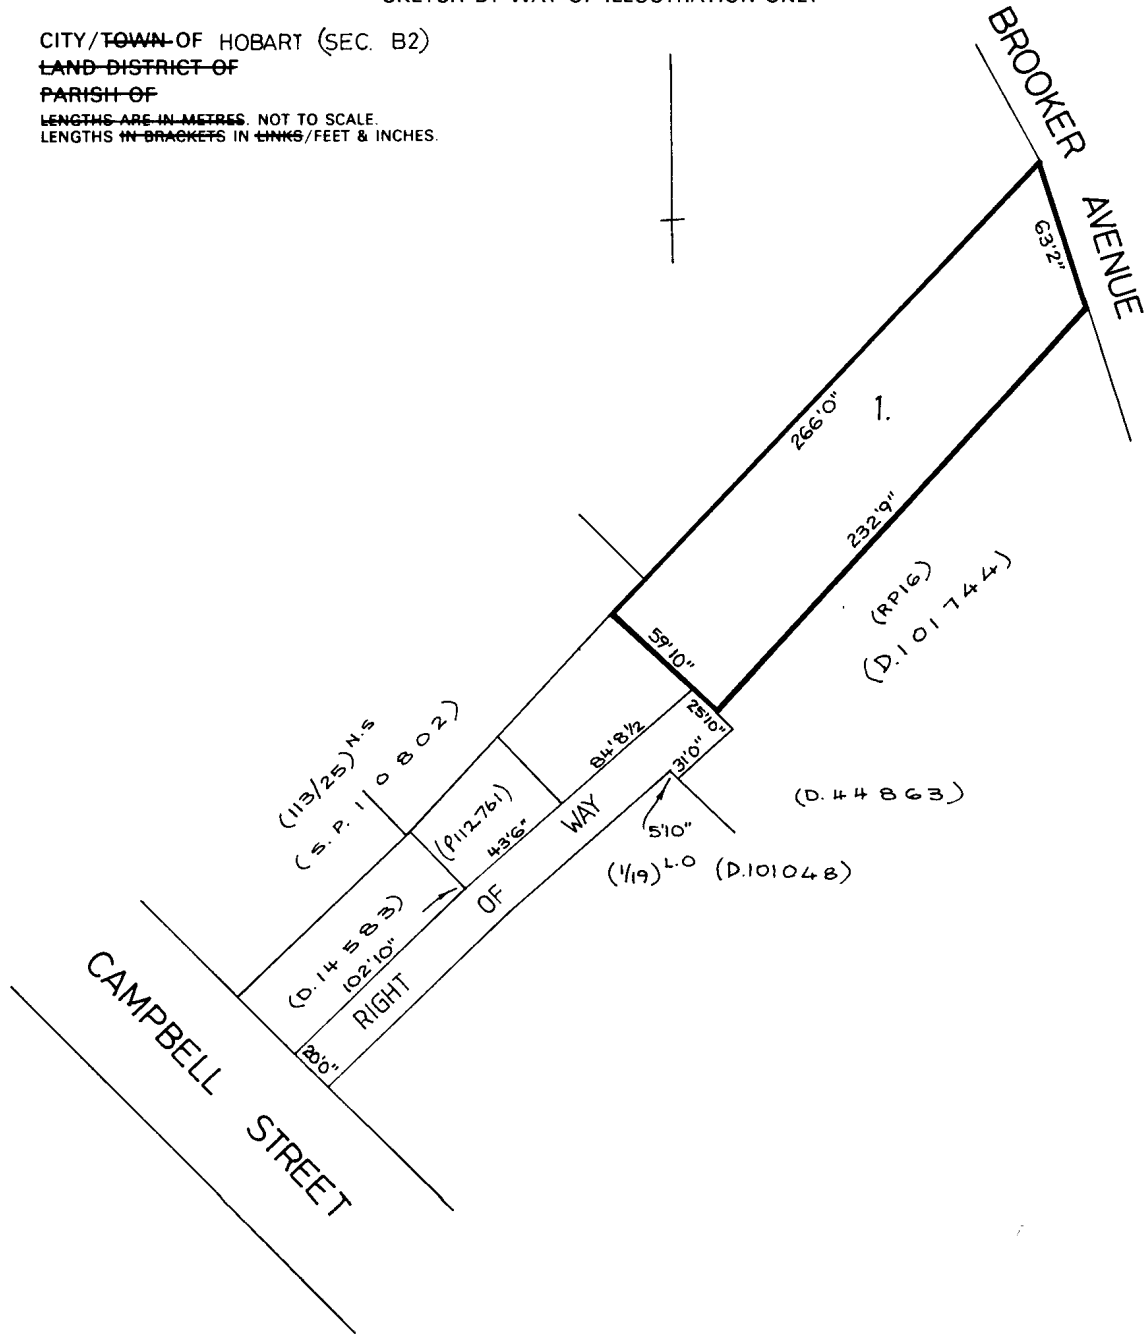 SKETCH BY WAY OF ILLUSTRATION ONLY
CITY/TOWN OF HOBART (SEC. B2)
LAND DISTRICT OF
PARISH OF
LENGTHS ARE IN METRES. NOT TO SCALE.
LENGTHS IN BRACKETS IN LINKS/FEET & INCHES.
BROOKER AVENUE
63'2"
266'0"
1.
232'9"
(RP16)
(D.101744)
59'10"
25'10"
84'8½
31'0"
(113/25)N.S
(S.P. 110802)
(P112761)
43'6"
WAY
(D.44863)
5'10"
(1/19)L.O (D.101048)
OF
(D.14583)
102'10"
RIGHT
20'0"
CAMPBELL STREET